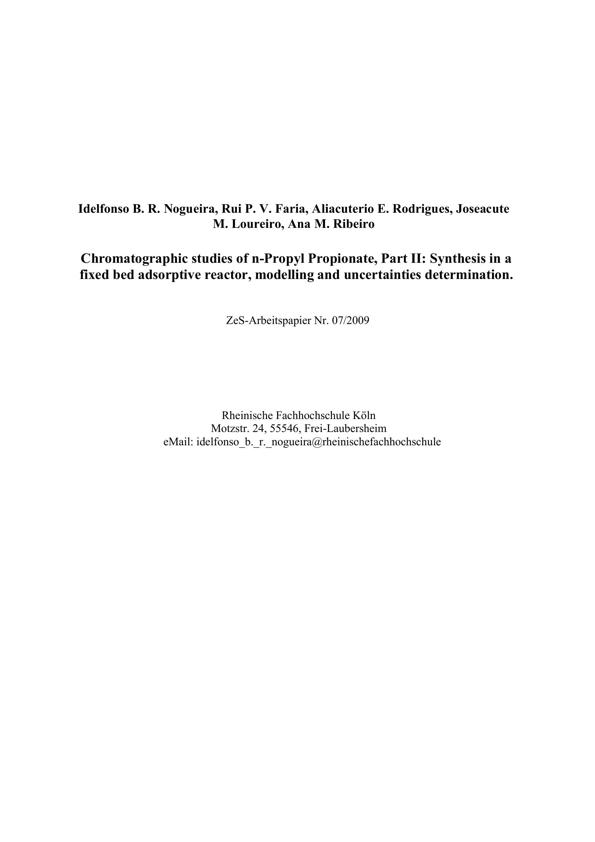 Idelfonso B. R. Nogueira, Rui P. V. Faria, Aliacuterio E. Rodrigues, Joseacute
M. Loureiro, Ana M. Ribeiro
Chromatographic studies of n-Propyl Propionate, Part II: Synthesis in a
fixed bed adsorptive reactor, modelling and uncertainties determination.
ZeS-Arbeitspapier Nr. 07/2009
Rheinische Fachhochschule Köln
Motzstr. 24, 55546, Frei-Laubersheim
eMail: idelfonso_b._r._nogueira@rheinischefachhochschule